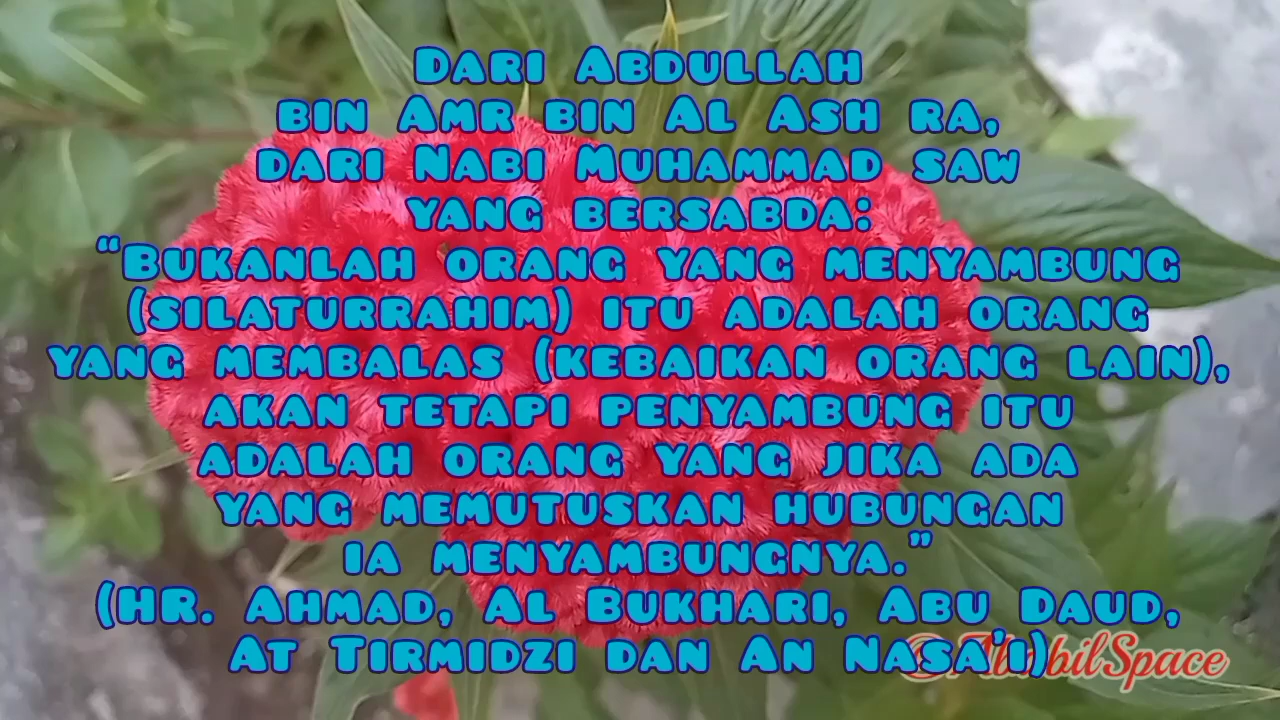 Dari Abdullah
bin Amr bin Al Ash ra,
dari Nabi Muhammad saw
yang bersabda:
“Bukanlah orang yang menyambung
(silaturrahim) itu adalah orang
yang membalas (kebaikan orang lain),
akan tetapi penyambung itu
adalah orang yang jika ada
yang memutuskan hubungan
ia menyambungnya.”
(HR. Ahmad, Al Bukhari, Abu Daud,
At Tirmidzi dan An Nasa'i)
@AbabilSpace